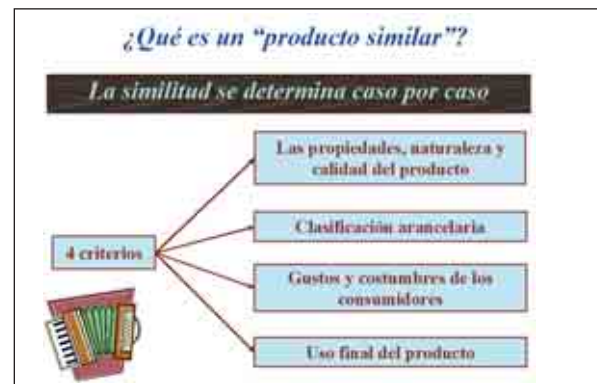 ¿Qué es un “producto similar”?
La similitud se determina caso por caso
Las propiedades, naturaleza y
calidad del producto
Clasificación arancelaria
4 criterios
Gustos y costumbres de los
consumidores
Uso final del producto